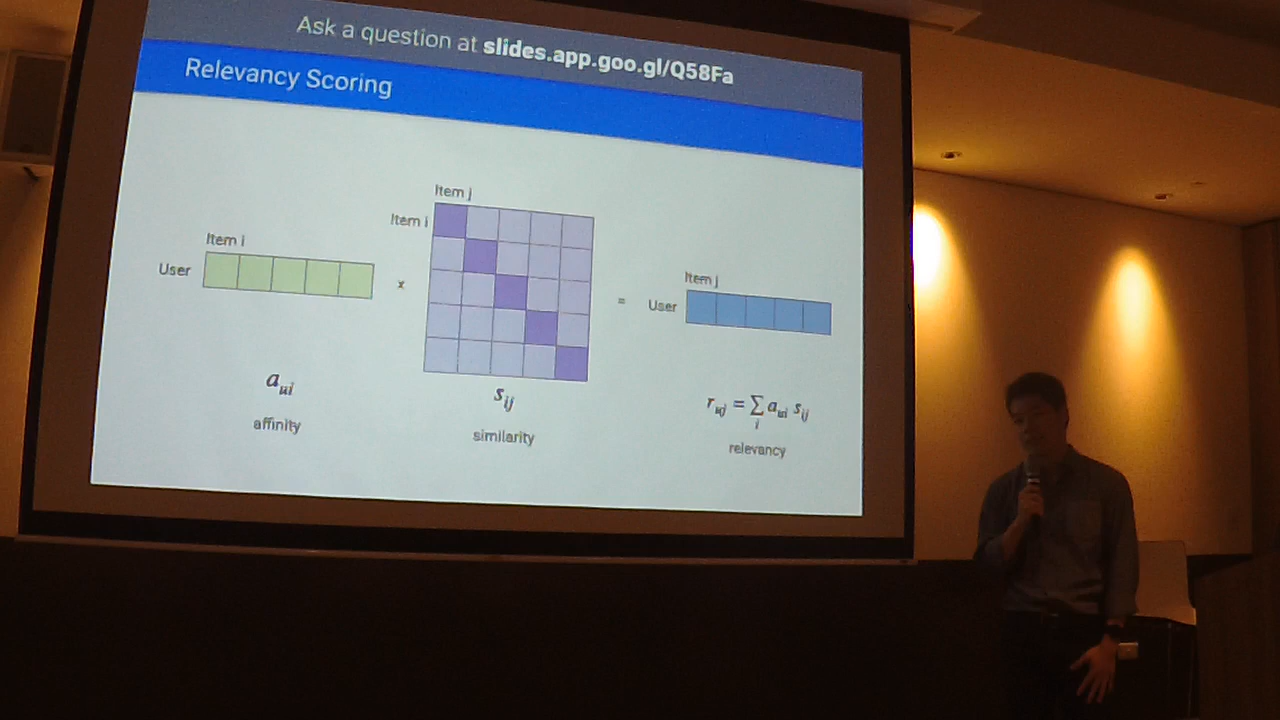 Ask a question at slides.app.goo.gl/Q58Fa
Relevancy Scoring
Item j
Item i
Item i
User
x
=
Item j
User
a_ui
affinity
s_ij
similarity
r_uj = ∑_i a_ui s_ij
relevancy